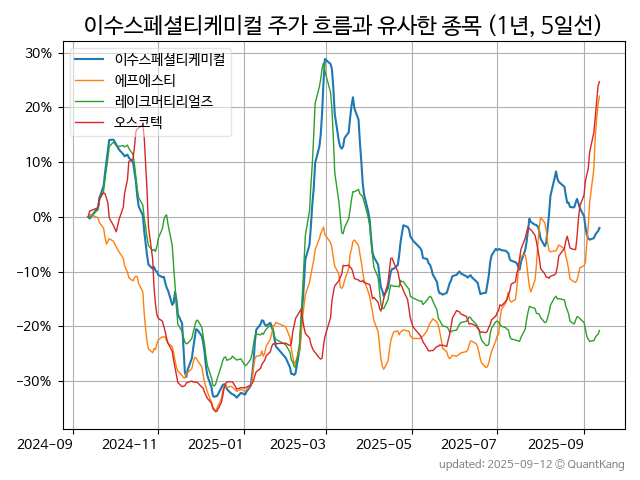 이수스페셜티케미컬 주가 흐름과 유사한 종목 (1년, 5일선)
30%
20%
10%
0%
−10%
−20%
−30%
이수스페셜티케미컬
에프에스티
레이크머티리얼즈
오스코텍
2024-09
2024-11
2025-01
2025-03
2025-05
2025-07
2025-09
updated: 2025-09-12 © QuantKang